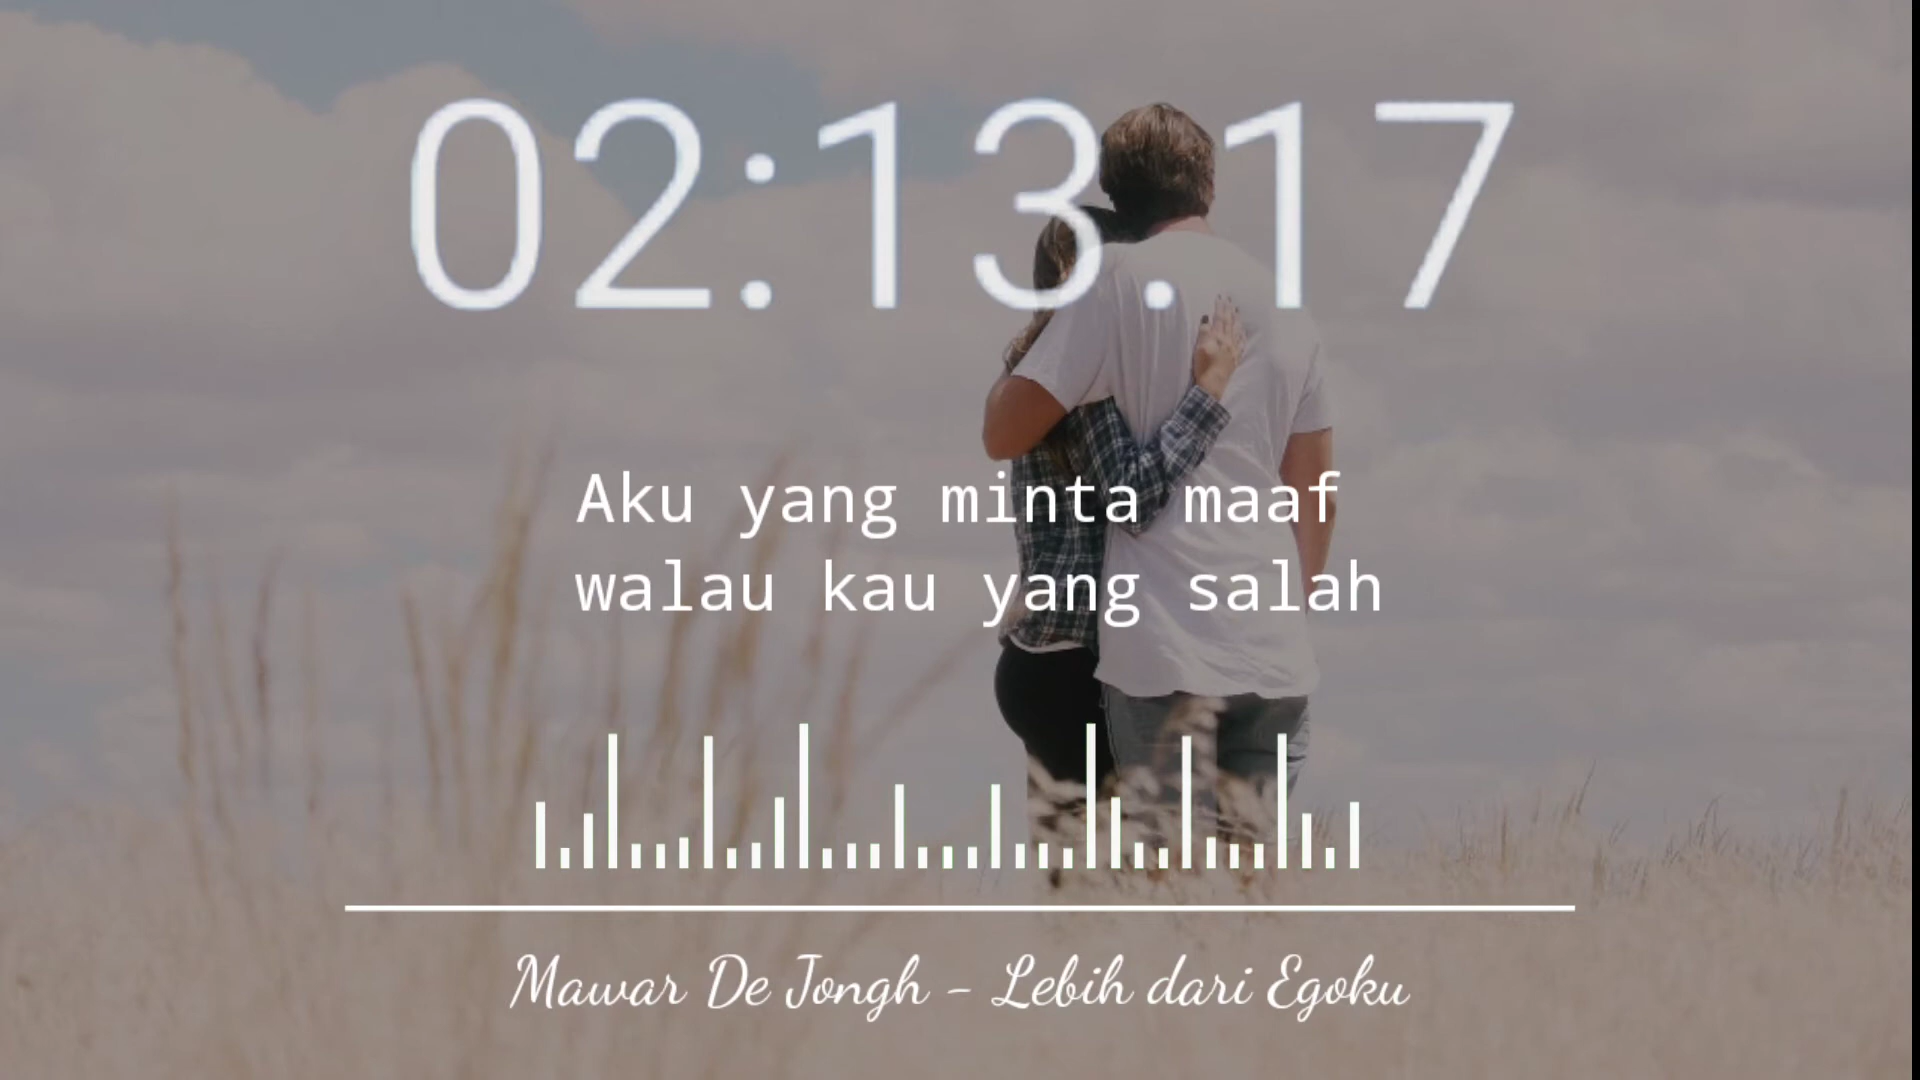 02:13.17
Aku yang minta maaf
walau kau yang salah
Mawar De Jongh - Lebih dari Egoku